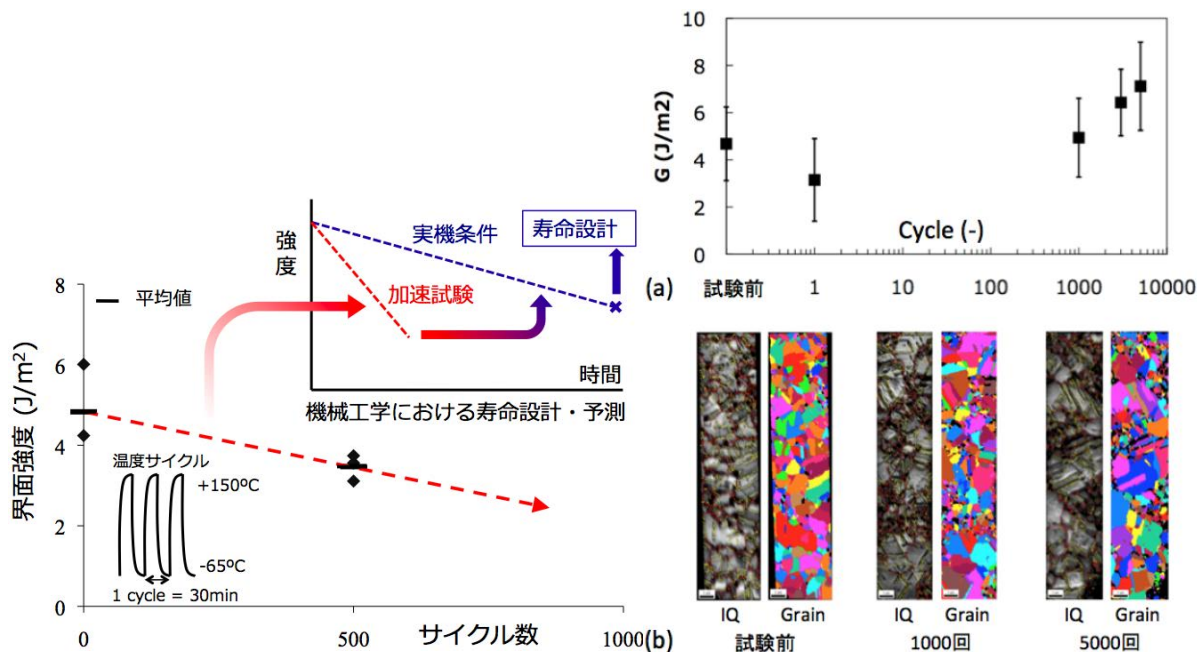 8
6
4
2
0
界面強度 (J/m²)
平均値
温度サイクル
+150ºC
-65ºC
1 cycle = 30min
0
500
1000
サイクル数
強度
実機条件
寿命設計
加速試験
時間
機械工学における寿命設計・予測
10
8
6
4
2
0
G (J/m2)
Cycle (-)
(a)
試験前
1
10
100
1000
10000
IQ
Grain
IQ
Grain
IQ
Grain
(b)
試験前
1000回
5000回